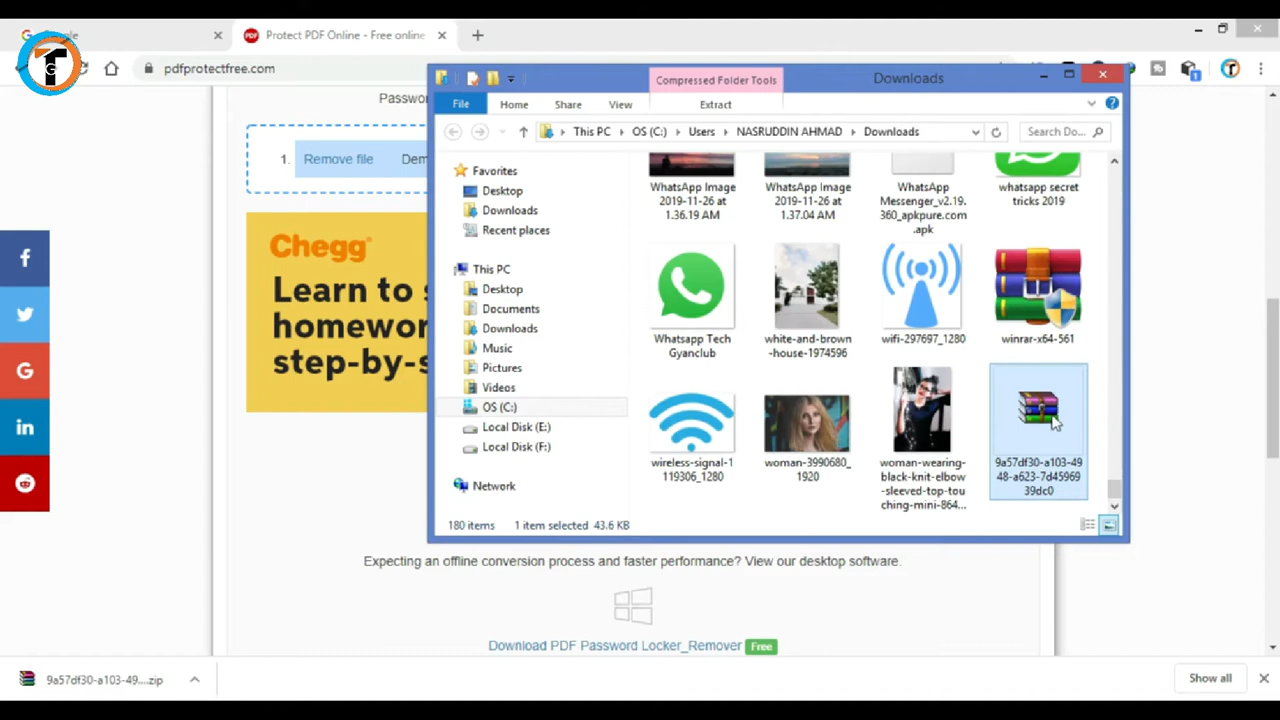 Protect PDF Online - Free online
pdfprotectfree.com
TG
Passwor
1. Remove file Dem
Chegg
Learn to s
homewor
step-by-s
Compressed Folder Tools
Downloads
File Home Share View Extract
This PC OS (C:) Users NASRUDDIN AHMAD Downloads
Search Do...
Favorites
Desktop
Downloads
Recent places
This PC
Desktop
Documents
Downloads
Music
Pictures
Videos
OS (C:)
Local Disk (E:)
Local Disk (F:)
Network
WhatsApp Image
2019-11-26 at
1.36.19 AM
WhatsApp Image
2019-11-26 at
1.37.04 AM
WhatsApp
Messenger_v2.19.
360_apkpure.com
.apk
whatsapp secret
tricks 2019
Whatsapp Tech
Gyanclub
white-and-brown
-house-1974596
wifi-297697_1280
winrar-x64-561
wireless-signal-1
119306_1280
woman-3990680_
1920
woman-wearing-
black-knit-elbow
-sleeved-top-tou
ching-mini-864...
9a57df30-a103-49
48-a623-7d45969
39dc0
180 items 1 item selected 43.6 KB
Expecting an offline conversion process and faster performance? View our desktop software.
Download PDF Password Locker_Remover Free
9a57df30-a103-49....zip
Show all